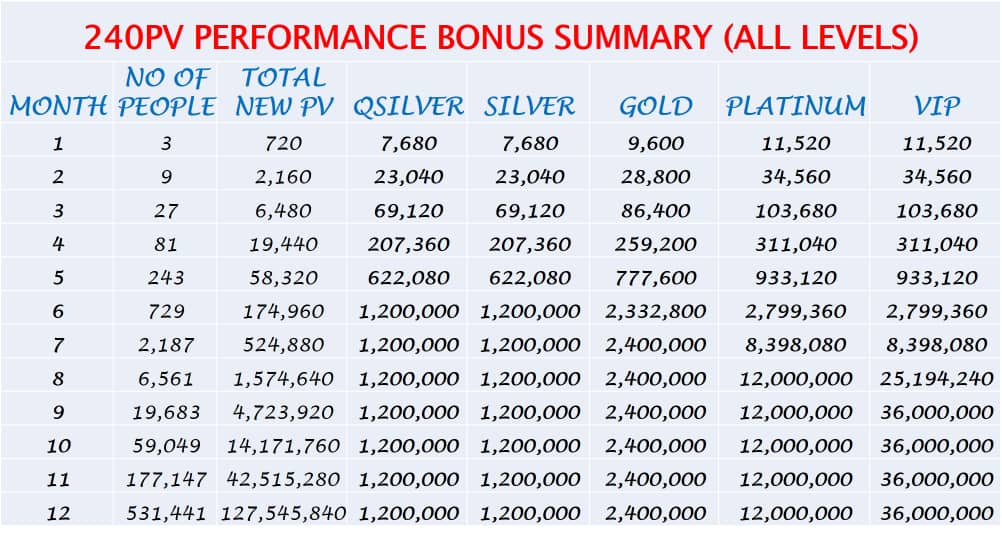 240PV PERFORMANCE BONUS SUMMARY (ALL LEVELS)
MONTH NO OF PEOPLE TOTAL NEW PV QSILVER SILVER GOLD PLATINUM VIP
1 3 720 7,680 7,680 9,600 11,520 11,520
2 9 2,160 23,040 23,040 28,800 34,560 34,560
3 27 6,480 69,120 69,120 86,400 103,680 103,680
4 81 19,440 207,360 207,360 259,200 311,040 311,040
5 243 58,320 622,080 622,080 777,600 933,120 933,120
6 729 174,960 1,200,000 1,200,000 2,332,800 2,799,360 2,799,360
7 2,187 524,880 1,200,000 1,200,000 2,400,000 8,398,080 8,398,080
8 6,561 1,574,640 1,200,000 1,200,000 2,400,000 12,000,000 25,194,240
9 19,683 4,723,920 1,200,000 1,200,000 2,400,000 12,000,000 36,000,000
10 59,049 14,171,760 1,200,000 1,200,000 2,400,000 12,000,000 36,000,000
11 177,147 42,515,280 1,200,000 1,200,000 2,400,000 12,000,000 36,000,000
12 531,441 127,545,840 1,200,000 1,200,000 2,400,000 12,000,000 36,000,000